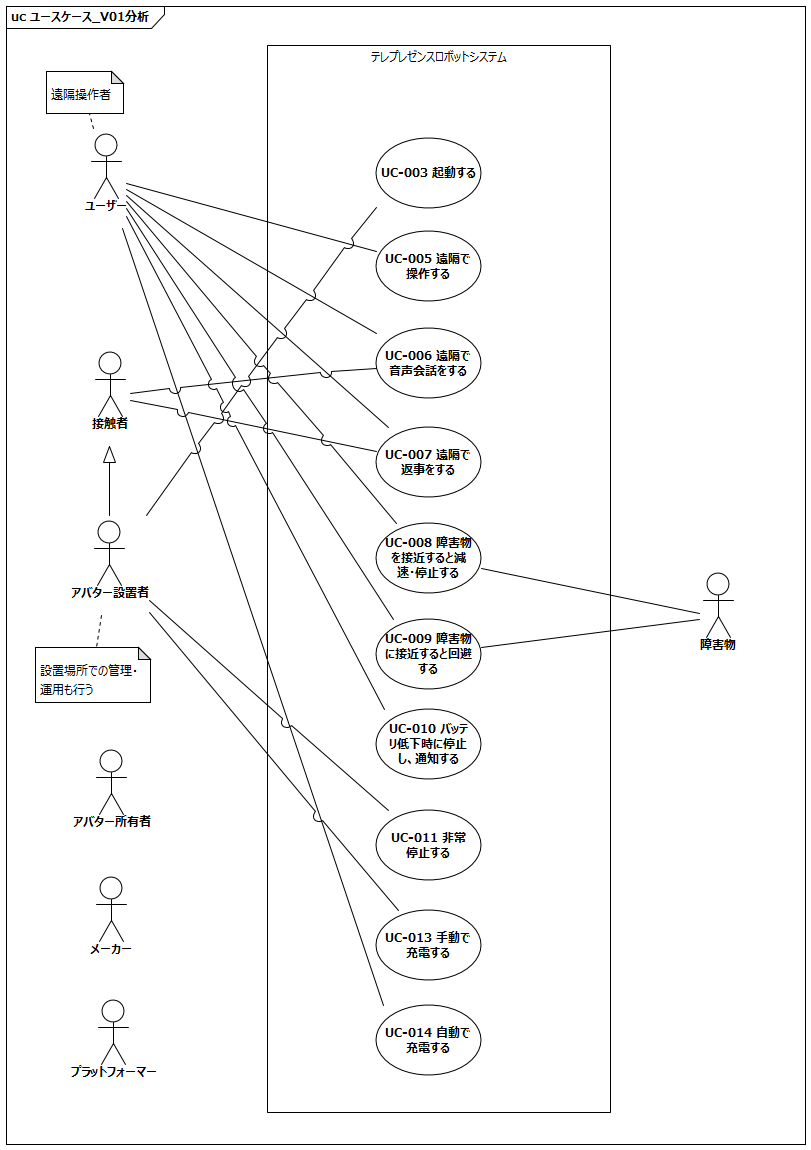 uc ユースケース_V01分析
テレプレゼンスロボットシステム
遠隔操作者
ユーザー
UC-003 起動する
UC-005 遠隔で
操作する
UC-006 遠隔で
音声会話をする
接触者
UC-007 遠隔で
返事をする
UC-008 障害物
を接近すると減
速・停止する
アバター設置者
障害物
UC-009 障害物
に接近すると回避
する
設置場所での管理・
運用も行う
UC-010 バッテ
リ低下時に停止
し、通知する
アバター所有者
UC-011 非常
停止する
メーカー
UC-013 手動で
充電する
プラットフォーマー
UC-014 自動で
充電する